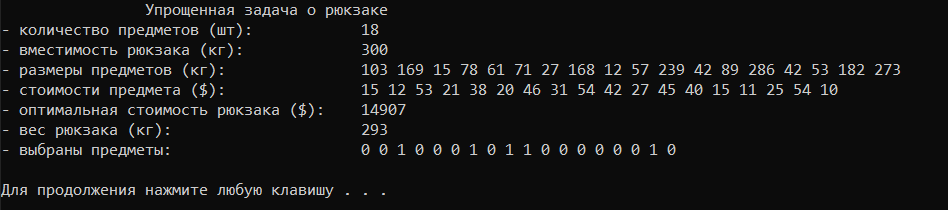 Упрощенная задача о рюкзаке
- количество предметов (шт): 18
- вместимость рюкзака (кг): 300
- размеры предметов (кг): 103 169 15 78 61 71 27 168 12 57 239 42 89 286 42 53 182 273
- стоимости предмета ($): 15 12 53 21 38 20 46 31 54 42 27 45 40 15 11 25 54 10
- оптимальная стоимость рюкзака ($): 14907
- вес рюкзака (кг): 293
- выбраны предметы: 0 0 1 0 0 0 1 0 1 1 0 0 0 0 0 0 1 0
Для продолжения нажмите любую клавишу . . .